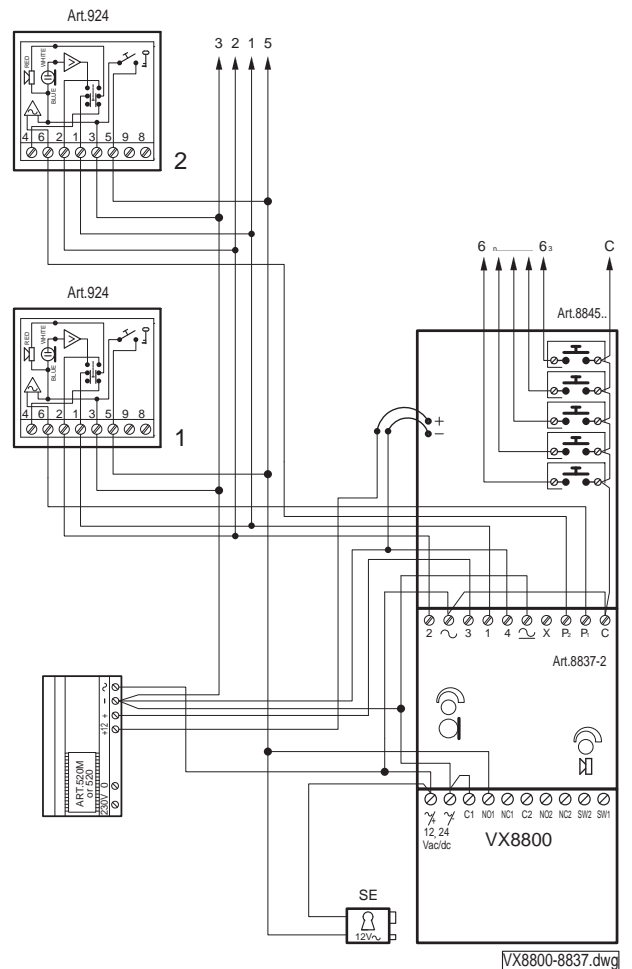 Art.924
RED
WHITE
BLUE
4 6 2 1 3 5 9 8
2
3 2 1 5
Art.924
RED
WHITE
BLUE
4 6 2 1 3 5 9 8
1
6 n 6 3 C
Art.8845..
+
−
2 ~ 3 1 4 ~ X P2 P1 C
Art.8837-2
~ − + +12
ART.520M
or 520
230V 0
~/+ ~/- C1 NO1 NC1 C2 NO2 NC2 SW2 SW1
12, 24
Vac/dc
VX8800
SE
12V~
VX8800-8837.dwg